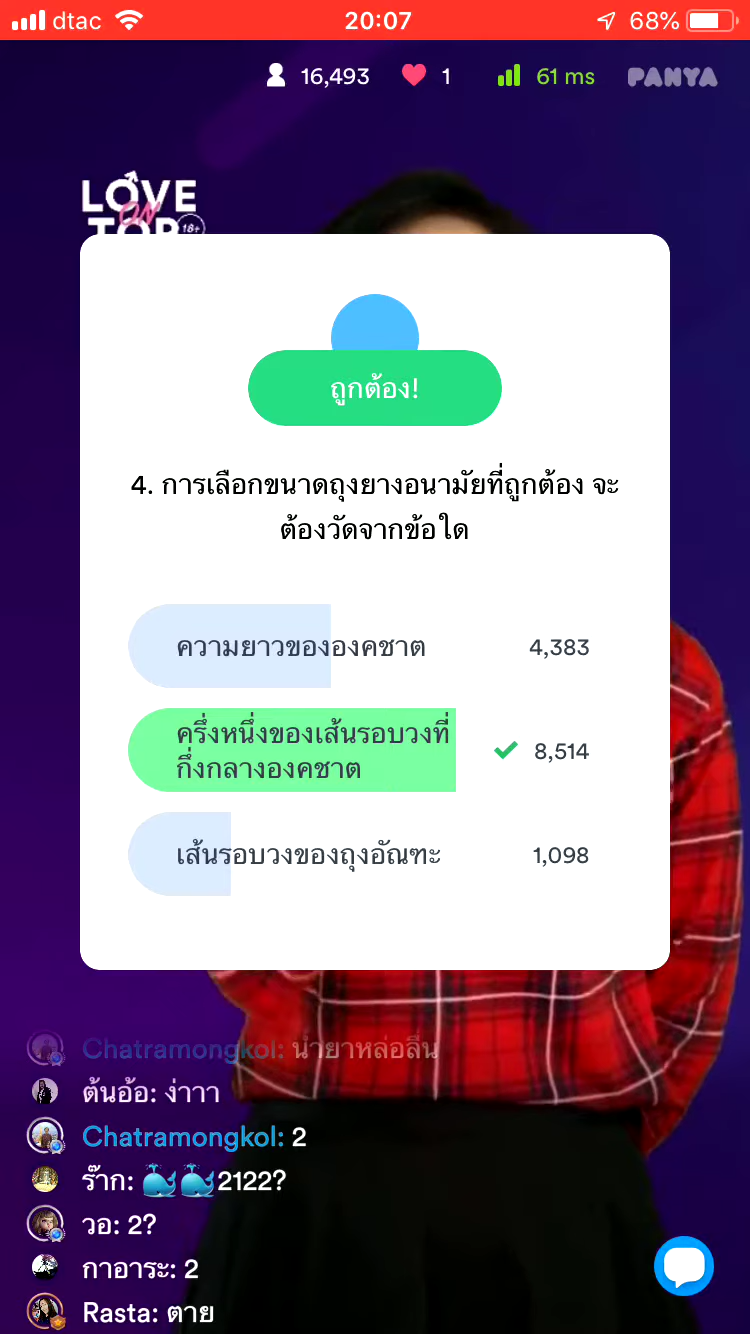 dtac
20:07
68%
16,493
1
61 ms
PANYA
LOVE
ON
TOP
18+
ถูกต้อง!
4. การเลือกขนาดถุงยางอนามัยที่ถูกต้อง จะ
ต้องวัดจากข้อใด
ความยาวขององคชาต
4,383
ครึ่งหนึ่งของเส้นรอบวงที่
กึ่งกลางองคชาต
8,514
เส้นรอบวงของถุงอัณฑะ
1,098
Chatramongkol: น้ำยาหล่อลื่น
ต้นอ้อ: ง่าาา
Chatramongkol: 2
ร๊าก: 🐳🐳2122?
วอ: 2?
กาอาระ: 2
Rasta: ตาย